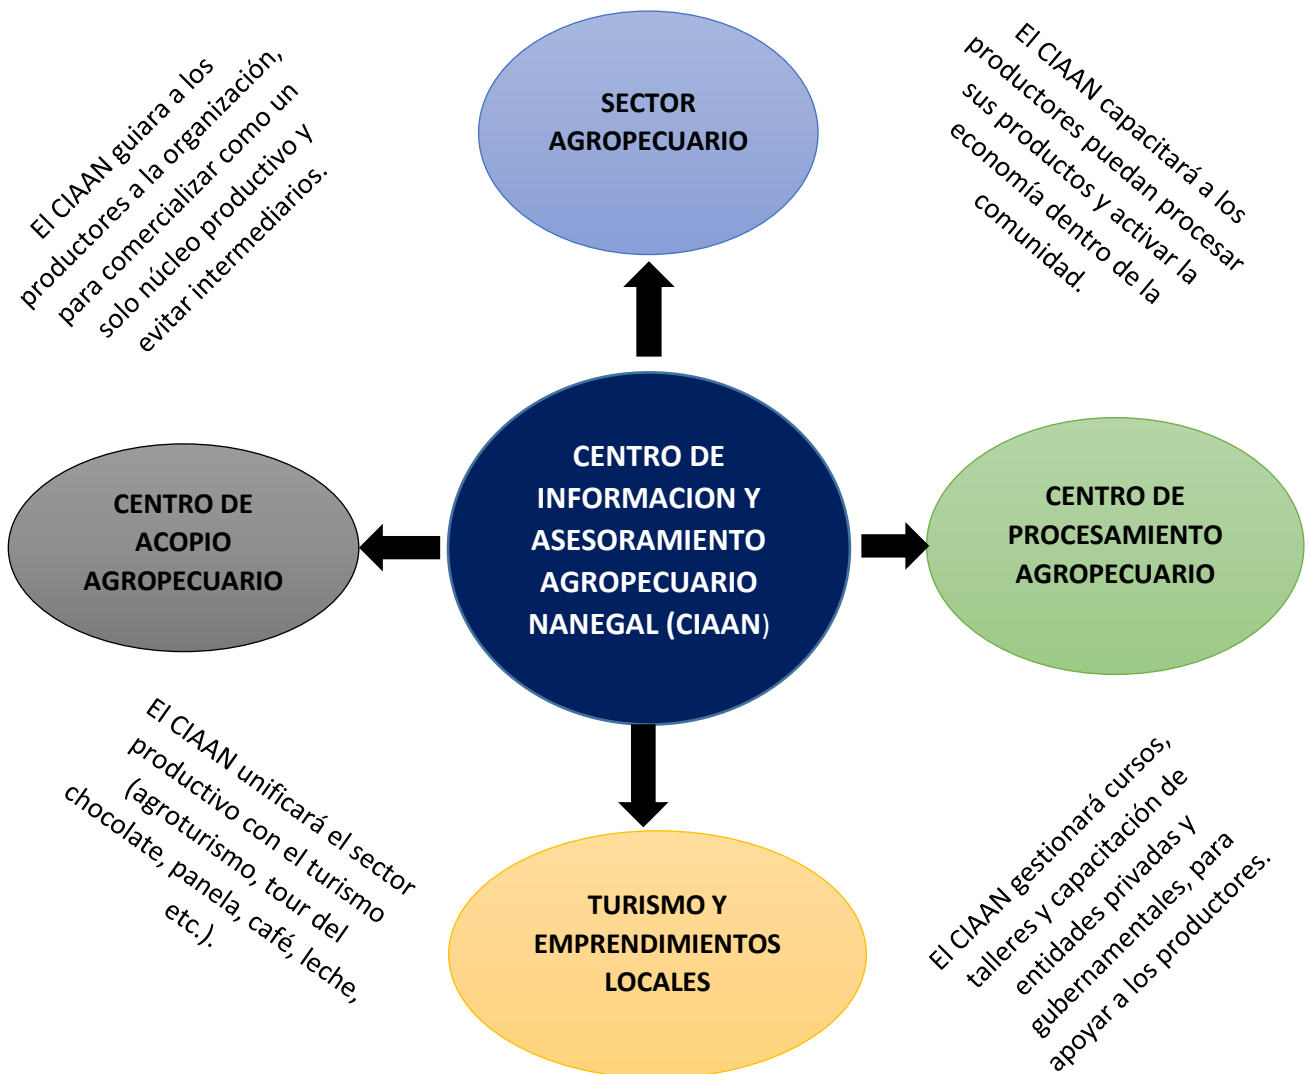 El CIAAN guiara a los
productores a la organización,
para comercializar como un
solo núcleo productivo y
evitar intermediarios.
SECTOR
AGROPECUARIO
El CIAAN capacitará a los
productores puedan procesar
sus productos y activar la
economía dentro de la
comunidad.
CENTRO DE
ACOPIO
AGROPECUARIO
CENTRO DE
INFORMACION Y
ASESORAMIENTO
AGROPECUARIO
NANEGAL (CIAAN)
CENTRO DE
PROCESAMIENTO
AGROPECUARIO
El CIAAN unificará el sector
productivo con el turismo
(agroturismo, tour del
chocolate, panela, café, leche,
etc.).
TURISMO Y
EMPRENDIMIENTOS
LOCALES
El CIAAN gestionará cursos,
talleres y capacitación de
entidades privadas y
gubernamentales, para
apoyar a los productores.